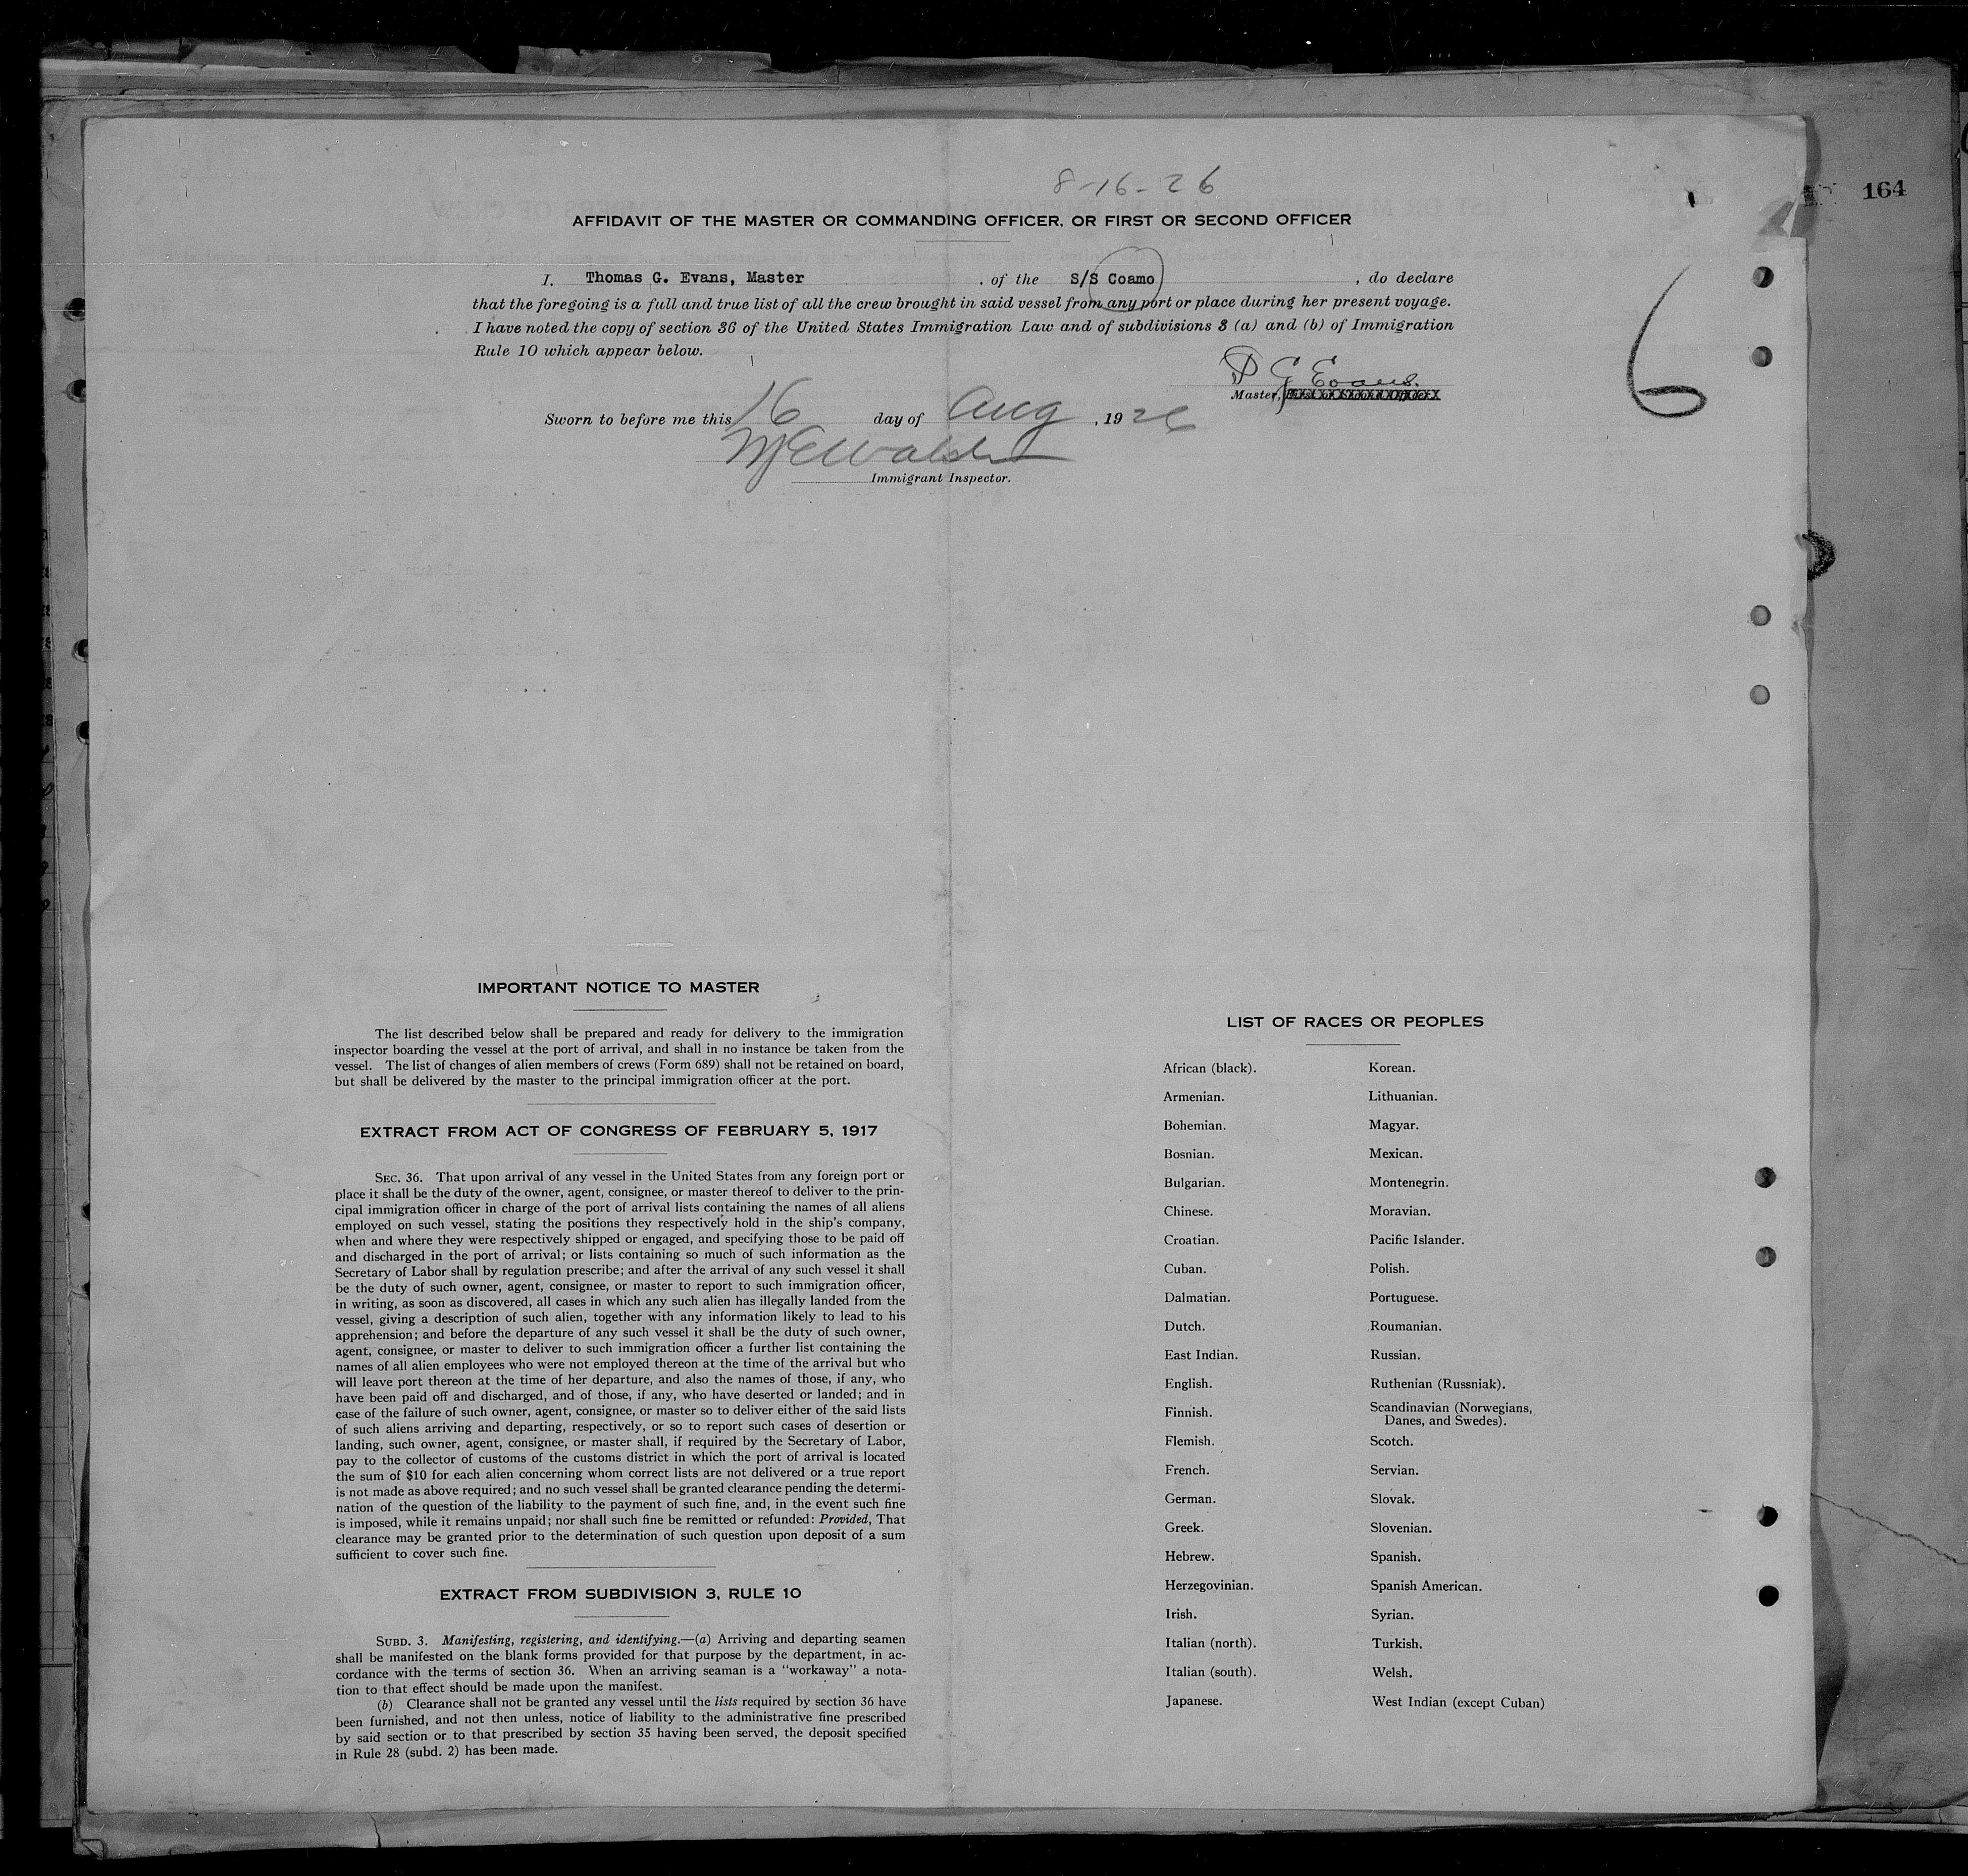 8-16-26
164
AFFIDAVIT OF THE MASTER OR COMMANDING OFFICER, OR FIRST OR SECOND OFFICER
I, Thomas G. Evans, Master , of the S/S Coamo , do declare
that the foregoing is a full and true list of all the crew brought in said vessel from any port or place during her present voyage.
I have noted the copy of section 36 of the United States Immigration Law and of subdivisions 3 (a) and (b) of Immigration
Rule 10 which appear below.
6
G Evans.
Master, First or Second Officer.
Sworn to before me this 16 day of Aug , 1926
Immigrant Inspector.
IMPORTANT NOTICE TO MASTER
The list described below shall be prepared and ready for delivery to the immigration
inspector boarding the vessel at the port of arrival, and shall in no instance be taken from the
vessel. The list of changes of alien members of crews (Form 689) shall not be retained on board,
but shall be delivered by the master to the principal immigration officer at the port.
EXTRACT FROM ACT OF CONGRESS OF FEBRUARY 5, 1917
SEC. 36. That upon arrival of any vessel in the United States from any foreign port or
place it shall be the duty of the owner, agent, consignee, or master thereof to deliver to the prin-
cipal immigration officer in charge of the port of arrival lists containing the names of all aliens
employed on such vessel, stating the positions they respectively hold in the ship's company,
when and where they were respectively shipped or engaged, and specifying those to be paid off
and discharged in the port of arrival; or lists containing so much of such information as the
Secretary of Labor shall by regulation prescribe; and after the arrival of any such vessel it shall
be the duty of such owner, agent, consignee, or master to report to such immigration officer,
in writing, as soon as discovered, all cases in which any such alien has illegally landed from the
vessel, giving a description of such alien, together with any information likely to lead to his
apprehension; and before the departure of any such vessel it shall be the duty of such owner,
agent, consignee, or master to deliver to such immigration officer a further list containing the
names of all alien employees who were not employed thereon at the time of the arrival but who
will leave port thereon at the time of her departure, and also the names of those, if any, who
have been paid off and discharged, and of those, if any, who have deserted or landed; and in
case of the failure of such owner, agent, consignee, or master so to deliver either of the said lists
of such aliens arriving and departing, respectively, or so to report such cases of desertion or
landing, such owner, agent, consignee, or master shall, if required by the Secretary of Labor,
pay to the collector of customs of the customs district in which the port of arrival is located
the sum of $10 for each alien concerning whom correct lists are not delivered or a true report
is not made as above required; and no such vessel shall be granted clearance pending the determi-
nation of the question of the liability to the payment of such fine, and, in the event such fine
is imposed, while it remains unpaid; nor shall such fine be remitted or refunded: Provided, That
clearance may be granted prior to the determination of such question upon deposit of a sum
sufficient to cover such fine.
EXTRACT FROM SUBDIVISION 3, RULE 10
SUBD. 3. Manifesting, registering, and identifying.—(a) Arriving and departing seamen
shall be manifested on the blank forms provided for that purpose by the department, in ac-
cordance with the terms of section 36. When an arriving seaman is a "workaway" a nota-
tion to that effect should be made upon the manifest.
(b) Clearance shall not be granted any vessel until the lists required by section 36 have
been furnished, and not then unless, notice of liability to the administrative fine prescribed
by said section or to that prescribed by section 35 having been served, the deposit specified
in Rule 28 (subd. 2) has been made.
LIST OF RACES OR PEOPLES
African (black). Korean.
Armenian. Lithuanian.
Bohemian. Magyar.
Bosnian. Mexican.
Bulgarian. Montenegrin.
Chinese. Moravian.
Croatian. Pacific Islander.
Cuban. Polish.
Dalmatian. Portuguese.
Dutch. Roumanian.
East Indian. Russian.
English. Ruthenian (Russniak).
Finnish. Scandinavian (Norwegians,
Danes, and Swedes).
Flemish. Scotch.
French. Servian.
German. Slovak.
Greek. Slovenian.
Hebrew. Spanish.
Herzegovinian. Spanish American.
Irish. Syrian.
Italian (north). Turkish.
Italian (south). Welsh.
Japanese. West Indian (except Cuban)